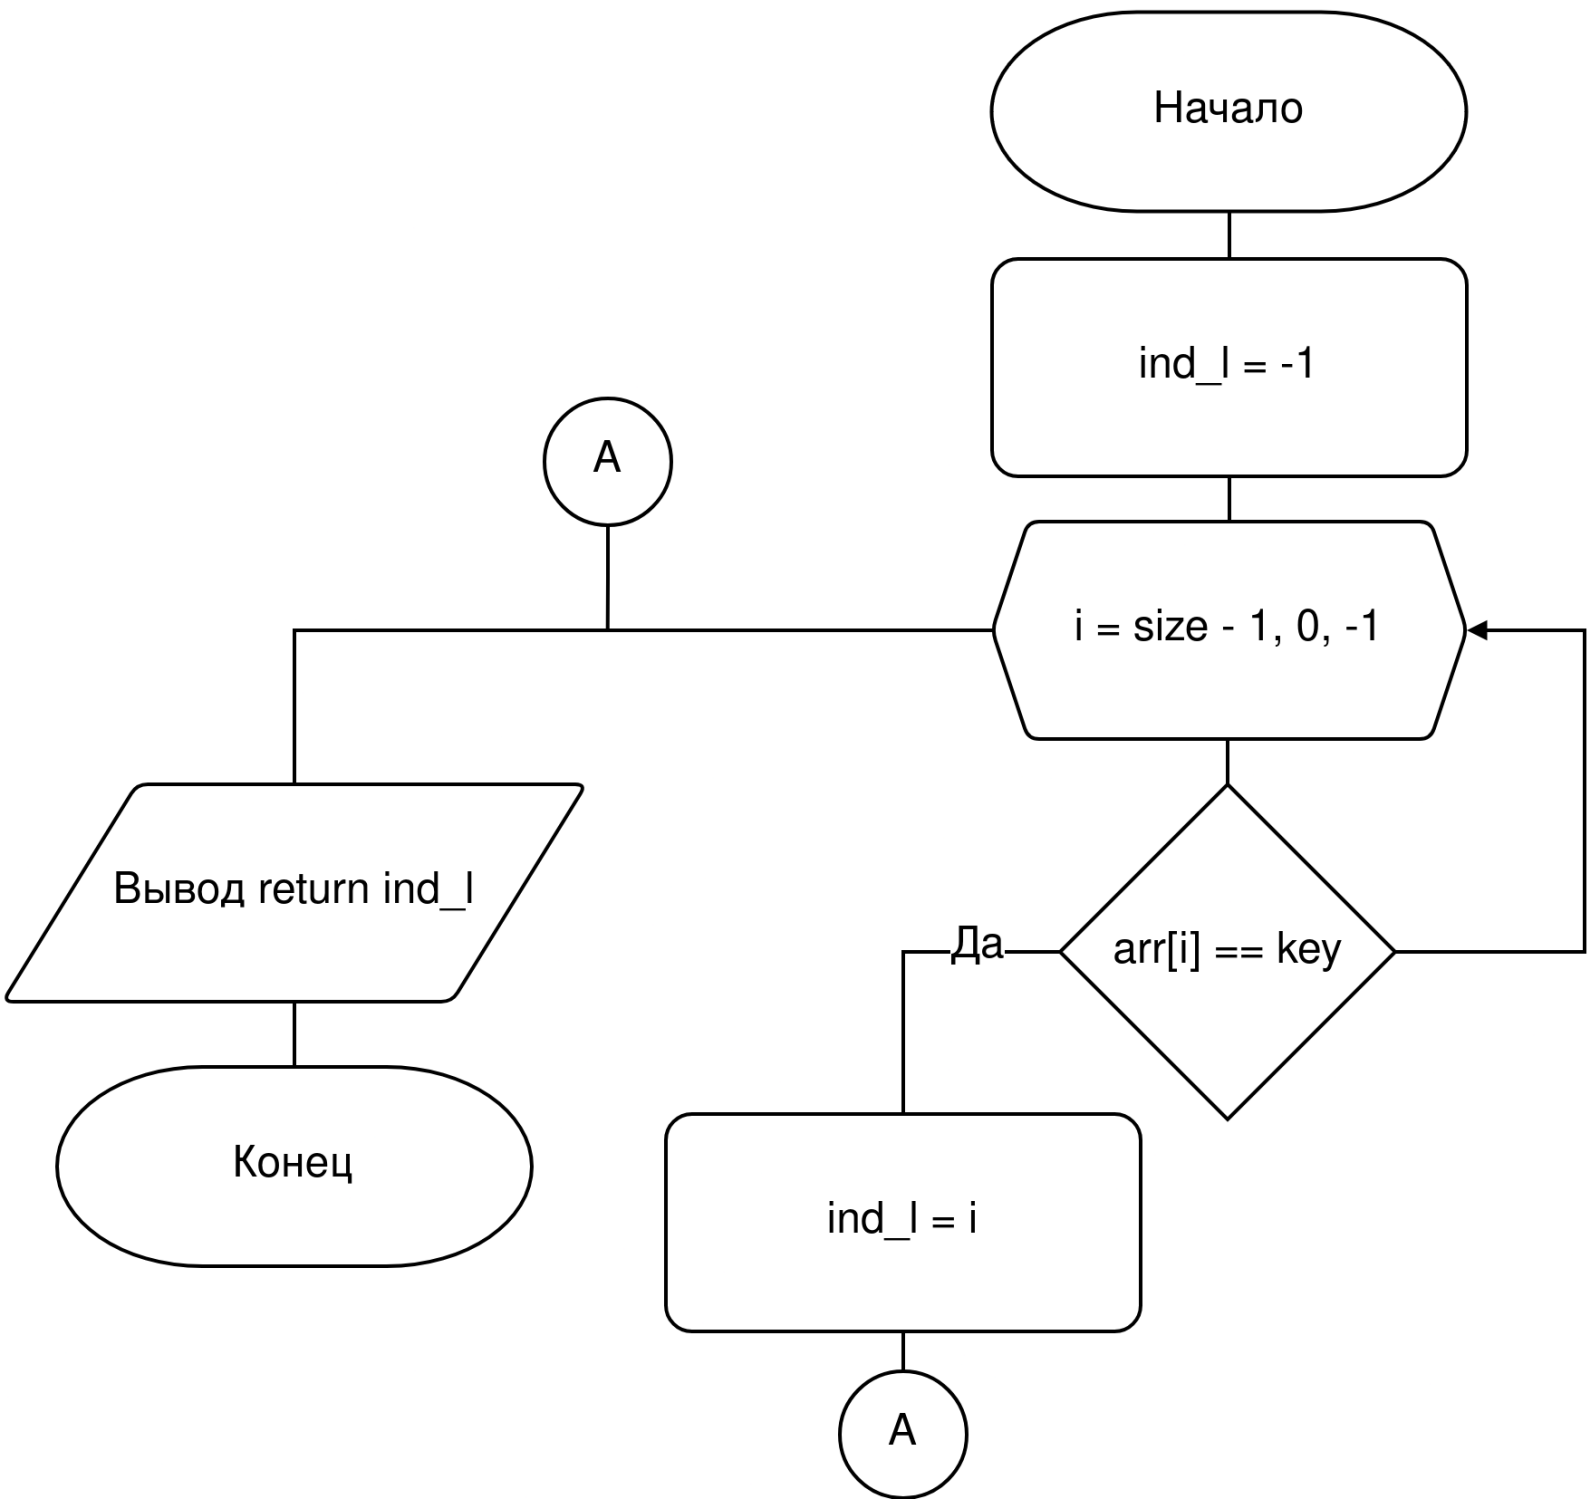 Начало
ind_l = -1
A
i = size - 1, 0, -1
Вывод return ind_l
Да
arr[i] == key
Конец
ind_l = i
A